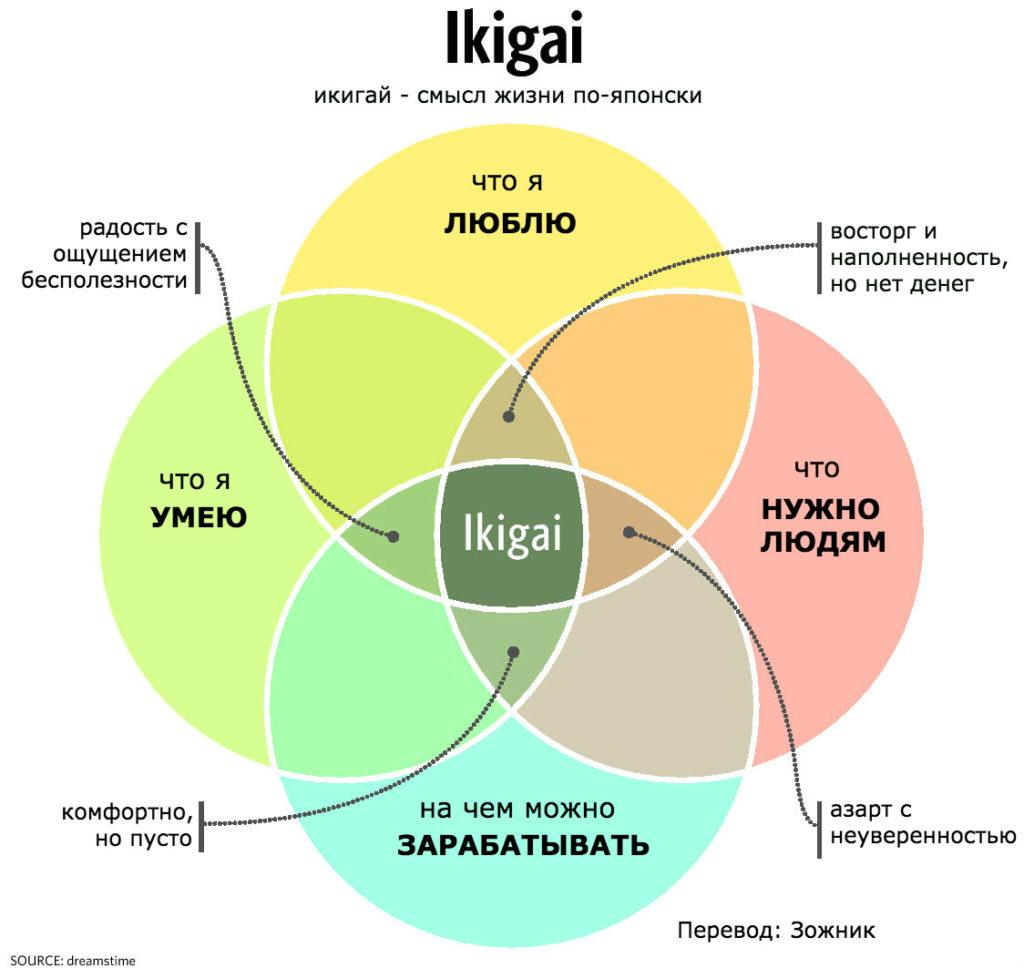 Ikigai
икигай - смысл жизни по-японски
что я
ЛЮБЛЮ
радость с
ощущением
бесполезности
восторг и
наполненность,
но нет денег
что я
УМЕЮ
Ikigai
что
НУЖНО
ЛЮДЯМ
комфортно,
но пусто
на чем можно
ЗАРАБАТЫВАТЬ
азарт с
неуверенностью
Перевод: Зожник
SOURCE: dreamstime